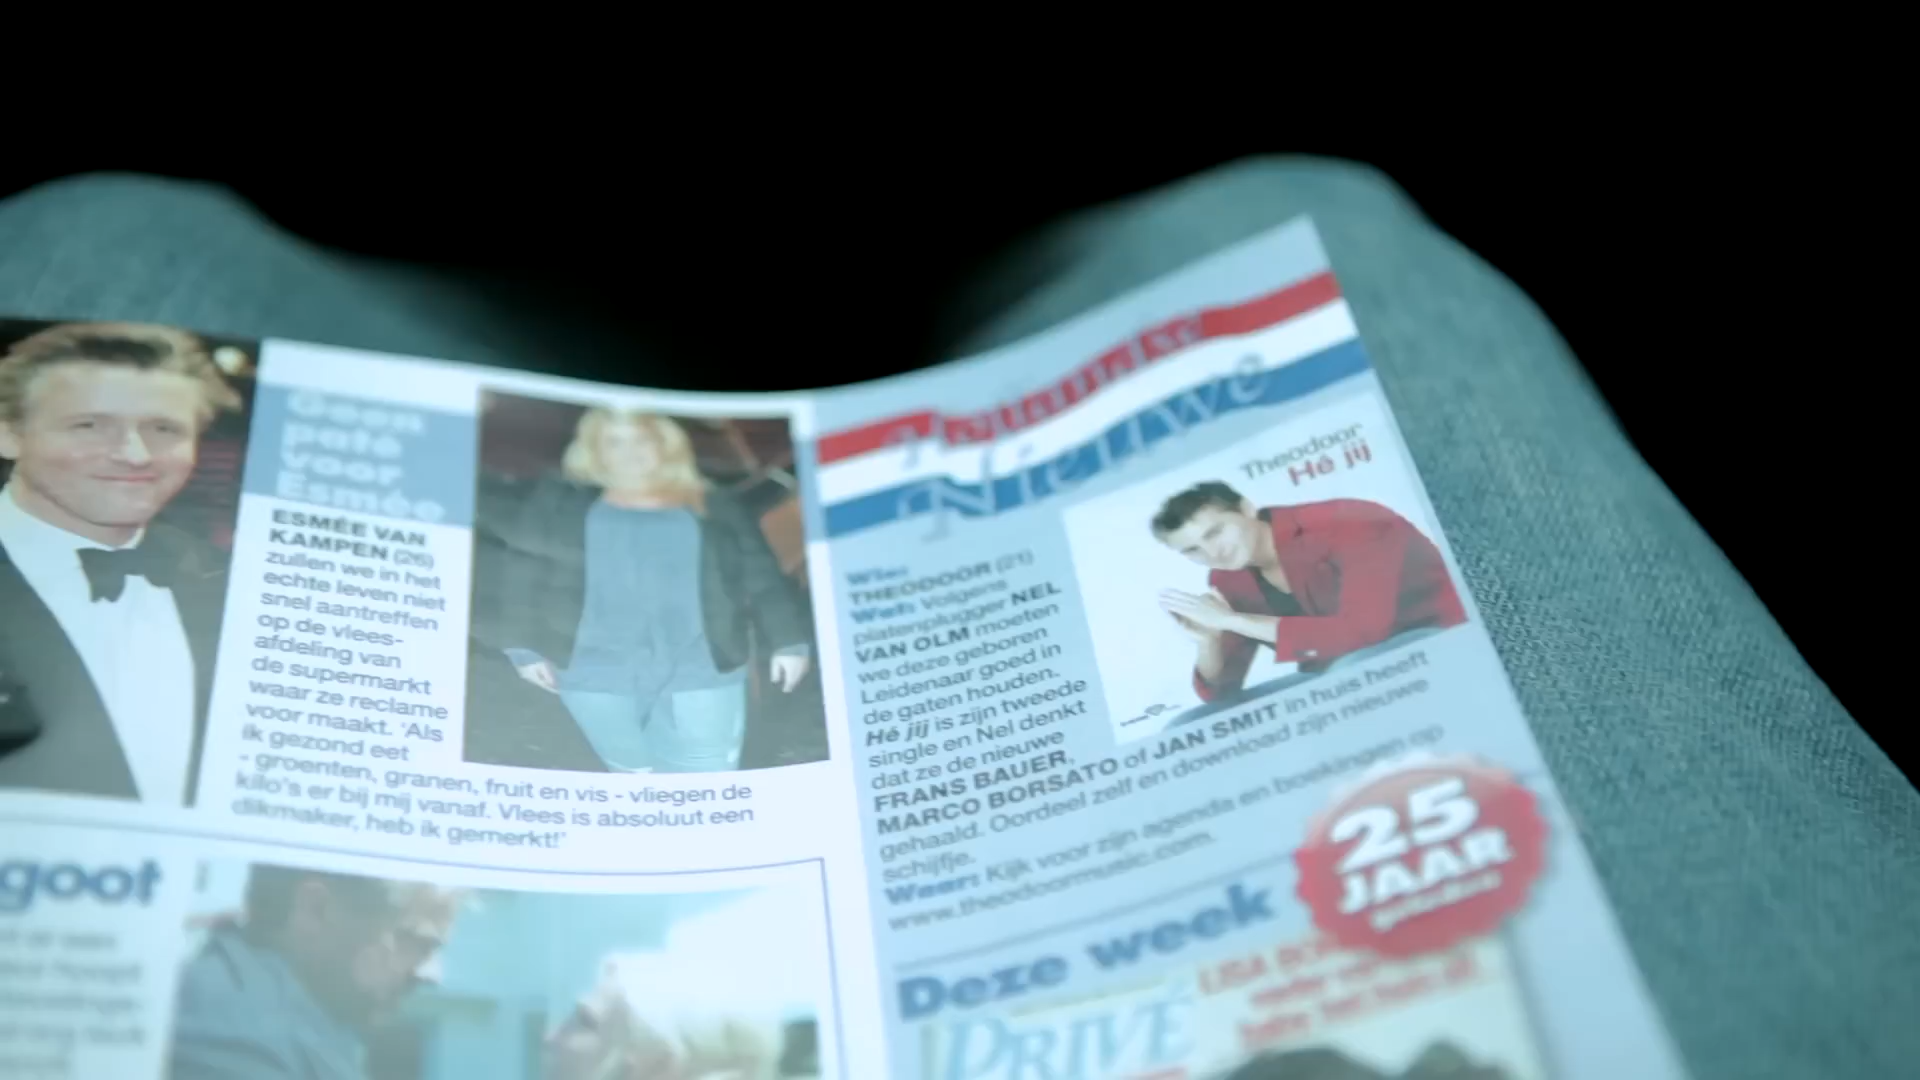 Geen
paté
voor
Esmée
ESMÉE VAN
KAMPEN (26)
zullen we in het
echte leven niet
snel aantreffen
op de vlees-
afdeling van
de supermarkt
waar ze reclame
voor maakt. 'Als
ik gezond eet
- groenten, granen, fruit en vis - vliegen de
kilo's er bij mij vanaf. Vlees is absoluut een
dikmaker, heb ik gemerkt!'
goot
Nieuwe
Theodoor
Hé jij
Wie:
THEODOOR (21)
Wat: Volgens
platenplugger NEL
VAN OLM moeten
we deze geboren
Leidenaar goed in
de gaten houden.
Hé jij is zijn tweede
single en Nel denkt
dat ze de nieuwe
FRANS BAUER,
MARCO BORSATO of JAN SMIT in huis heeft
gehaald. Oordeel zelf en download zijn nieuwe
schijfje.
Waar: Kijk voor zijn agenda en boekingen op
www.theodoormusic.com.
25
JAAR
geleden
Deze week
PRIVÉ